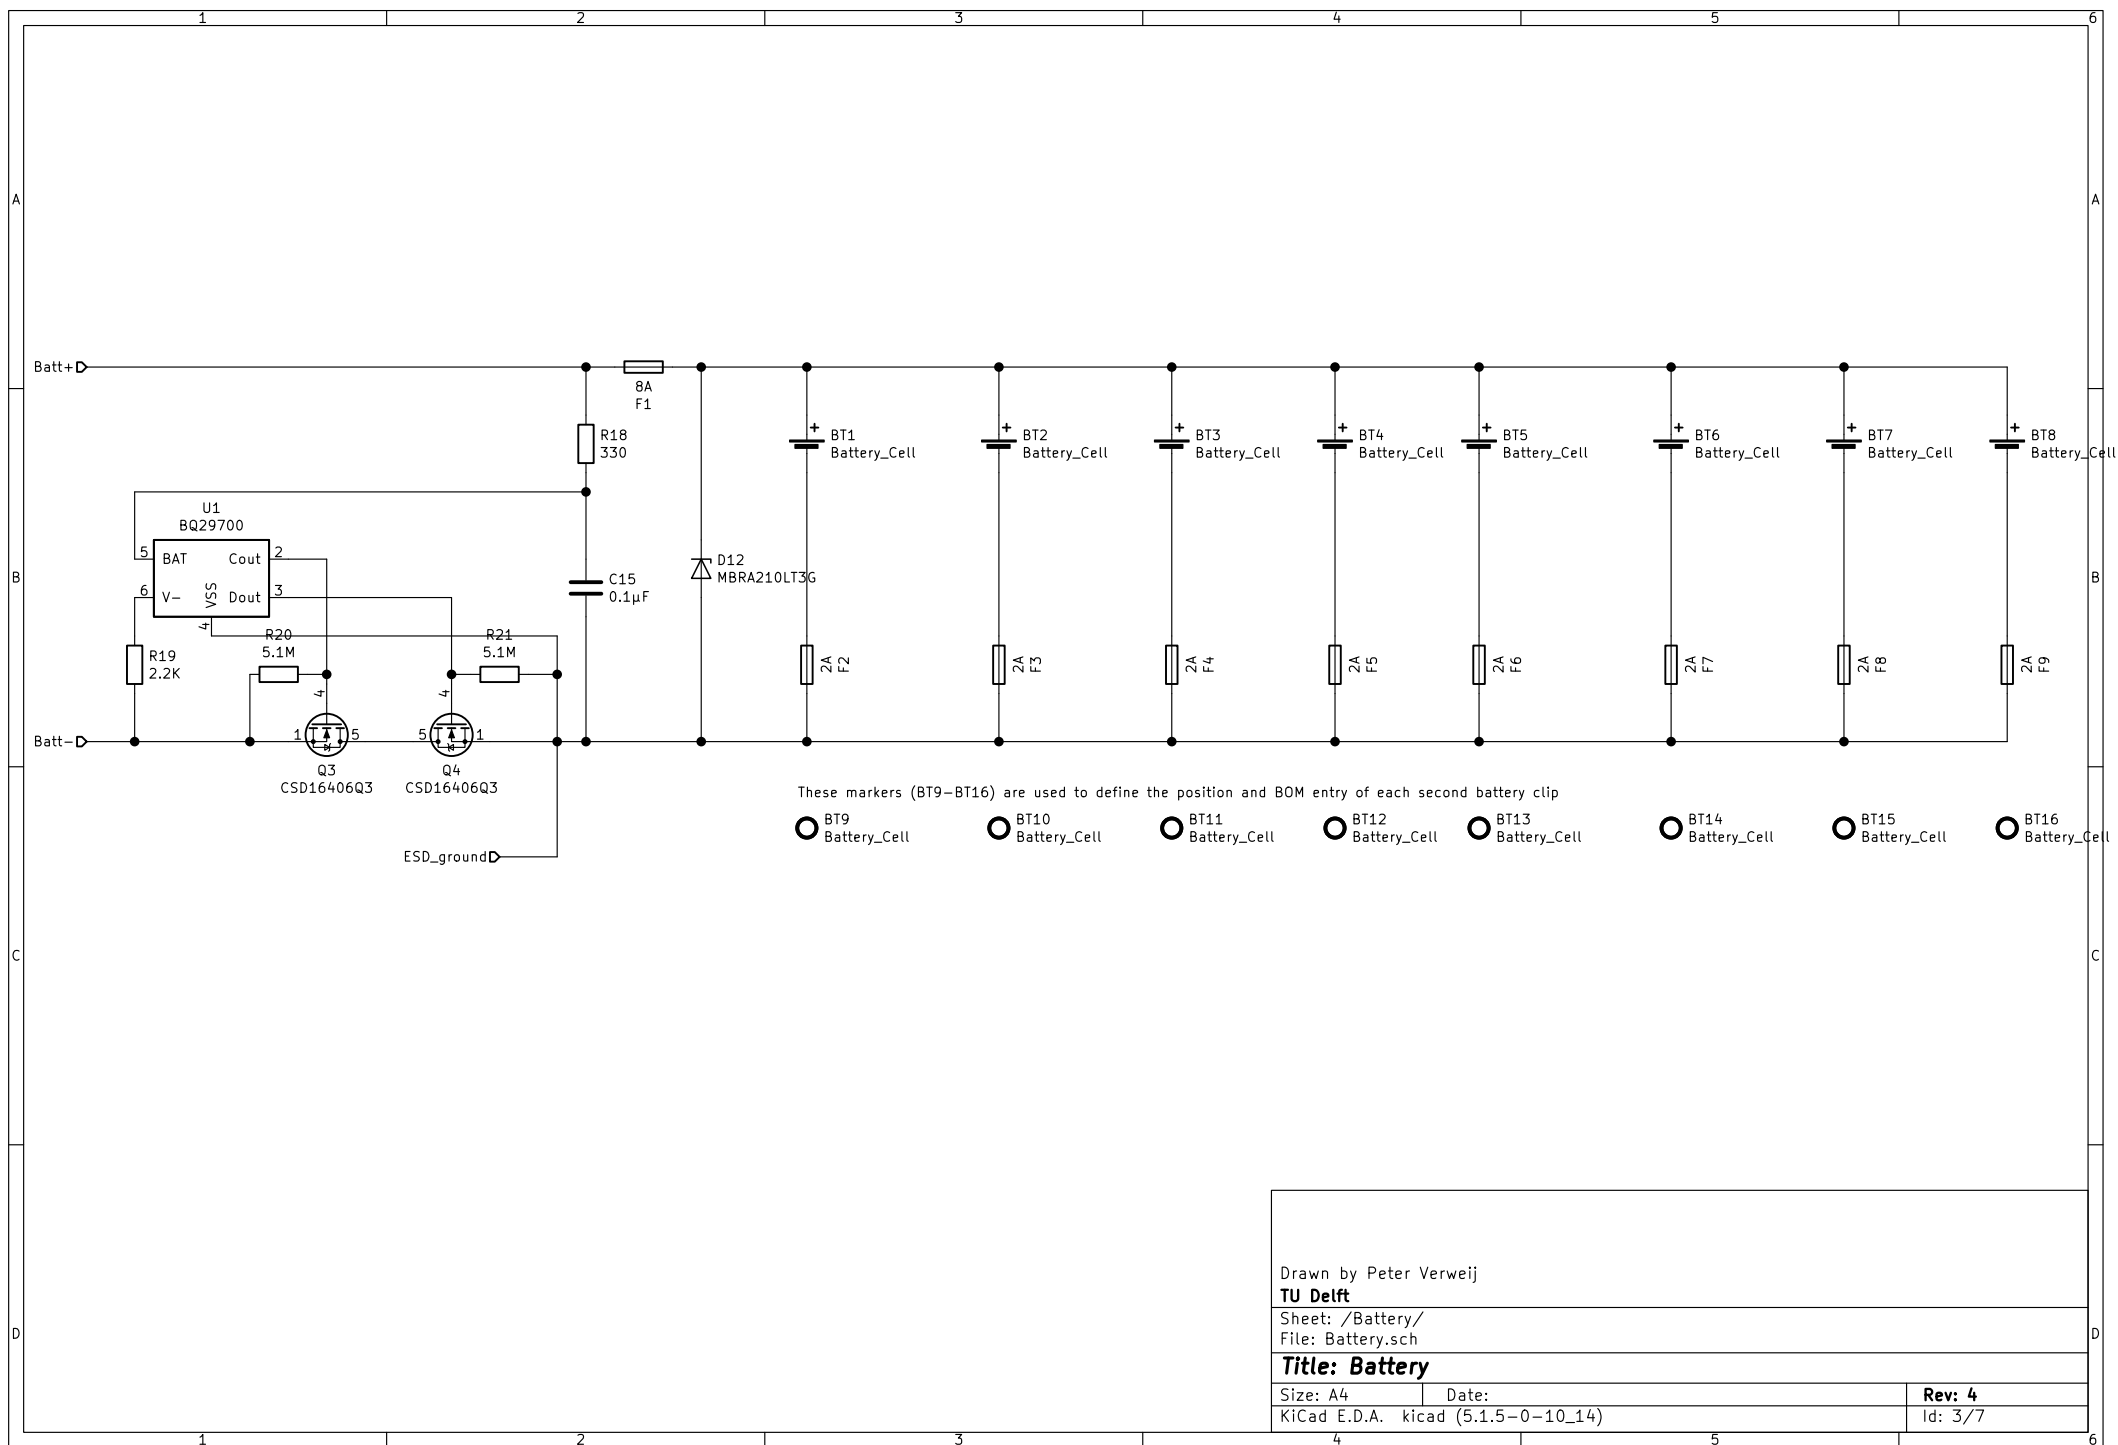 1 2 3 4 5 6
A A
Batt+
8A
F1
R18
330
BT1
Battery_Cell
BT2
Battery_Cell
BT3
Battery_Cell
BT4
Battery_Cell
BT5
Battery_Cell
BT6
Battery_Cell
BT7
Battery_Cell
BT8
Battery_Cell
+ + + + + + + +
U1
BQ29700
5 BAT Cout 2
6 V- Dout 3
VSS
4
B B
C15
0.1µF
D12
MBRA210LT3G
R19
2.2K
R20
5.1M
R21
5.1M
4 4
2A
F2
2A
F3
2A
F4
2A
F5
2A
F6
2A
F7
2A
F8
2A
F9
Batt-
1 5 5 1
Q3
CSD16406Q3
Q4
CSD16406Q3
These markers (BT9-BT16) are used to define the position and BOM entry of each second battery clip
BT9
Battery_Cell
BT10
Battery_Cell
BT11
Battery_Cell
BT12
Battery_Cell
BT13
Battery_Cell
BT14
Battery_Cell
BT15
Battery_Cell
BT16
Battery_Cell
ESD_ground
C C
Drawn by Peter Verweij
TU Delft
Sheet: /Battery/
File: Battery.sch
D D
Title: Battery
Size: A4 Date: Rev: 4
KiCad E.D.A. kicad (5.1.5-0-10_14) Id: 3/7
1 2 3 4 5 6